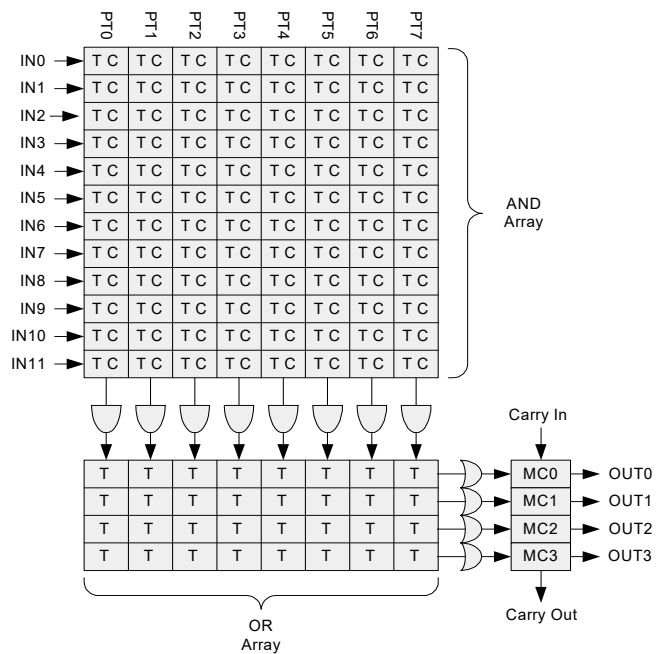 PT0 PT1 PT2 PT3 PT4 PT5 PT6 PT7
IN0 T C T C T C T C T C T C T C T C
IN1 T C T C T C T C T C T C T C T C
IN2 T C T C T C T C T C T C T C T C
IN3 T C T C T C T C T C T C T C T C
IN4 T C T C T C T C T C T C T C T C
IN5 T C T C T C T C T C T C T C T C
IN6 T C T C T C T C T C T C T C T C
IN7 T C T C T C T C T C T C T C T C
IN8 T C T C T C T C T C T C T C T C
IN9 T C T C T C T C T C T C T C T C
IN10 T C T C T C T C T C T C T C T C
IN11 T C T C T C T C T C T C T C T C
AND
Array
Carry In
T T T T T T T T MC0 OUT0
T T T T T T T T MC1 OUT1
T T T T T T T T MC2 OUT2
T T T T T T T T MC3 OUT3
Carry Out
OR
Array